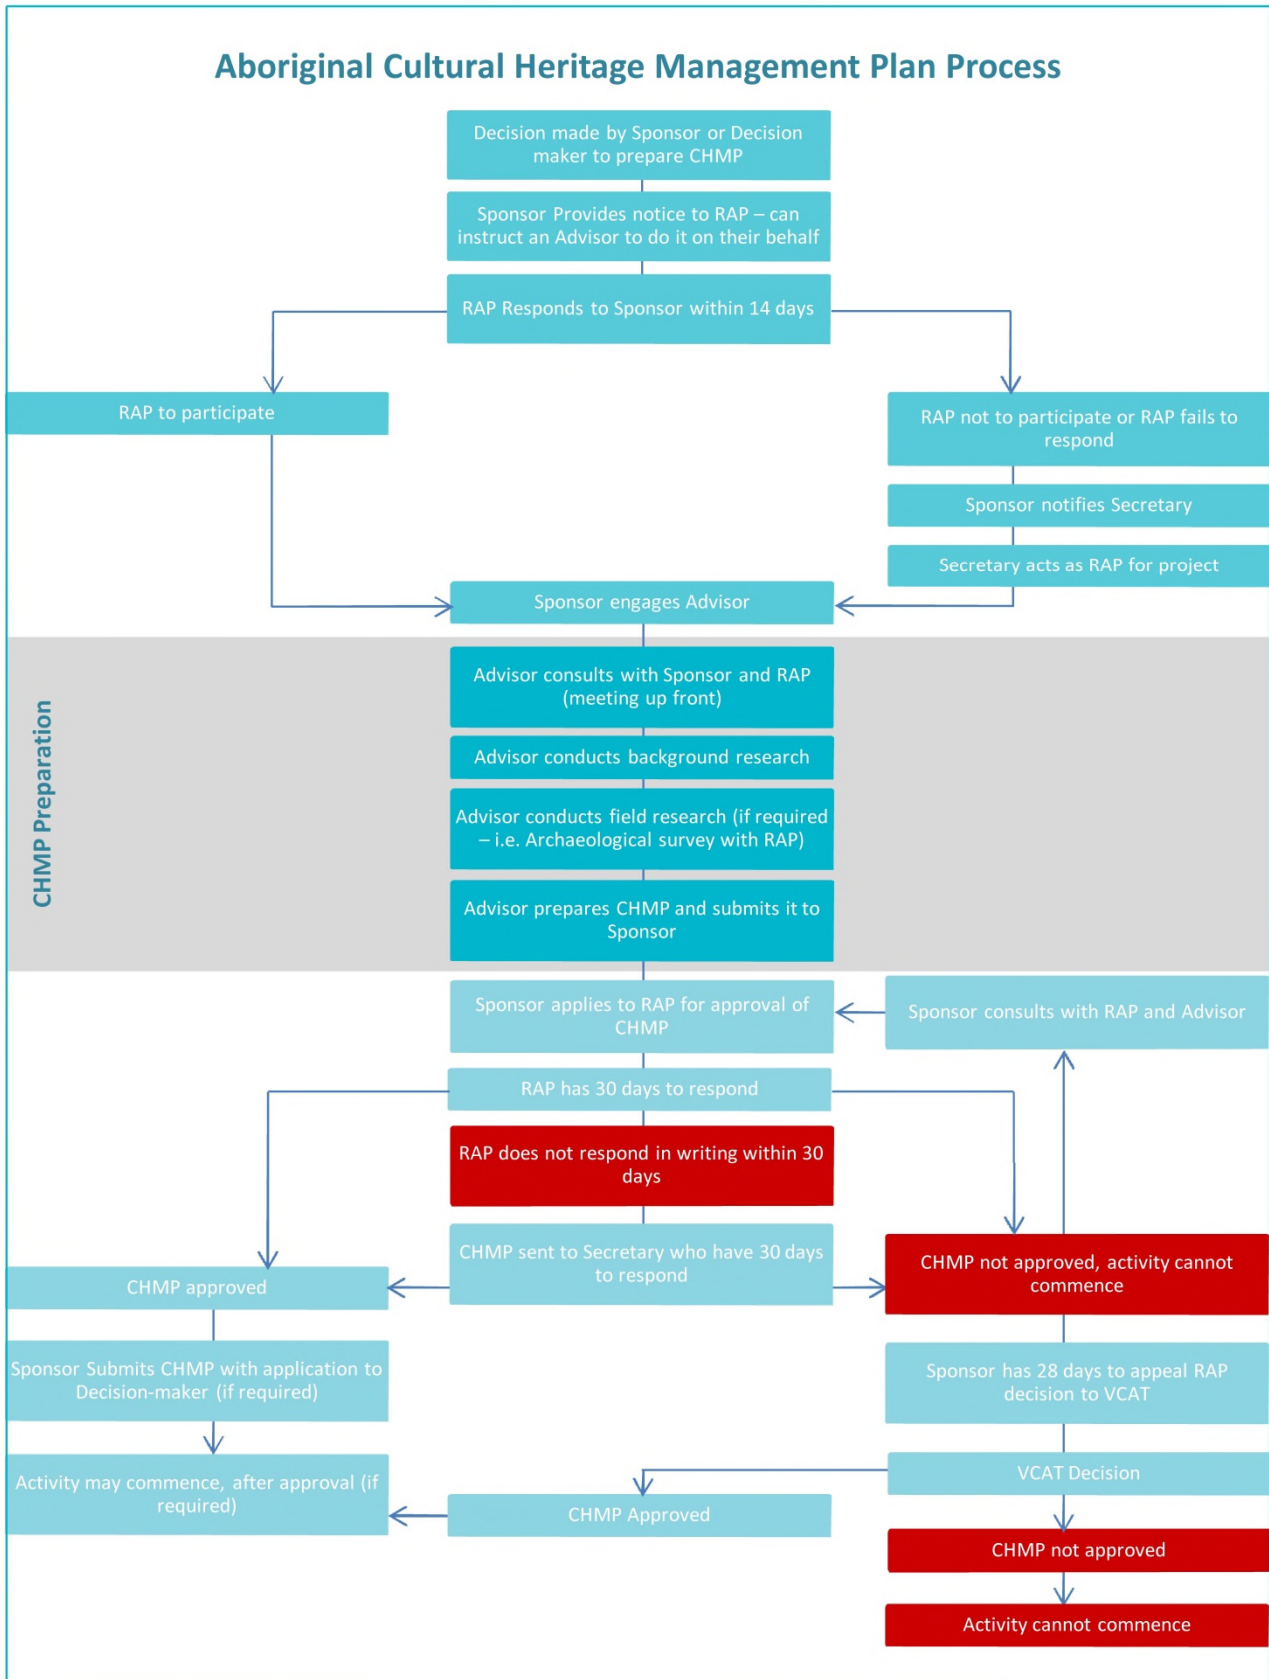 Aboriginal Cultural Heritage Management Plan Process
Decision made by Sponsor or Decision
maker to prepare CHMP
Sponsor Provides notice to RAP – can
instruct an Advisor to do it on their behalf
RAP Responds to Sponsor within 14 days
RAP to participate
RAP not to participate or RAP fails to
respond
Sponsor notifies Secretary
Secretary acts as RAP for project
Sponsor engages Advisor
CHMP Preparation
Advisor consults with Sponsor and RAP
(meeting up front)
Advisor conducts background research
Advisor conducts field research (if required
– i.e. Archaeological survey with RAP)
Advisor prepares CHMP and submits it to
Sponsor
Sponsor applies to RAP for approval of
CHMP
Sponsor consults with RAP and Advisor
RAP has 30 days to respond
RAP does not respond in writing within 30
days
CHMP sent to Secretary who have 30 days
to respond
CHMP approved
CHMP not approved, activity cannot
commence
Sponsor Submits CHMP with application to
Decision-maker (if required)
Sponsor has 28 days to appeal RAP
decision to VCAT
Activity may commence, after approval (if
required)
VCAT Decision
CHMP Approved
CHMP not approved
Activity cannot commence